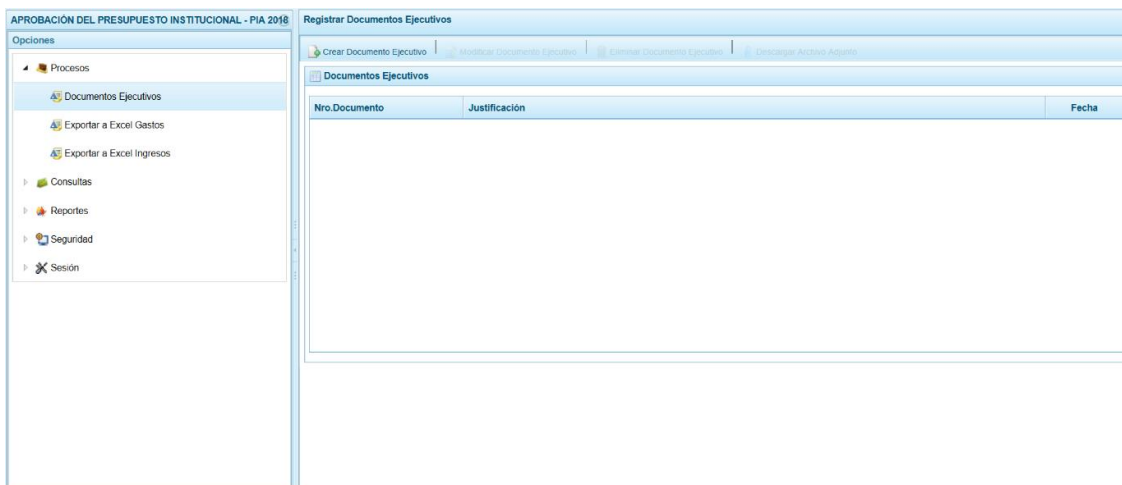 APROBACIÓN DEL PRESUPUESTO INSTITUCIONAL - PIA 2016
Opciones
Procesos
Documentos Ejecutivos
Exportar a Excel Gastos
Exportar a Excel Ingresos
Consultas
Reportes
Seguridad
Sesión
Registrar Documentos Ejecutivos
Crear Documento Ejecutivo Modificar Documento Ejecutivo Eliminar Documento Ejecutivo Descargar Archivo Adjunto
Documentos Ejecutivos
Nro.Documento Justificación Fecha